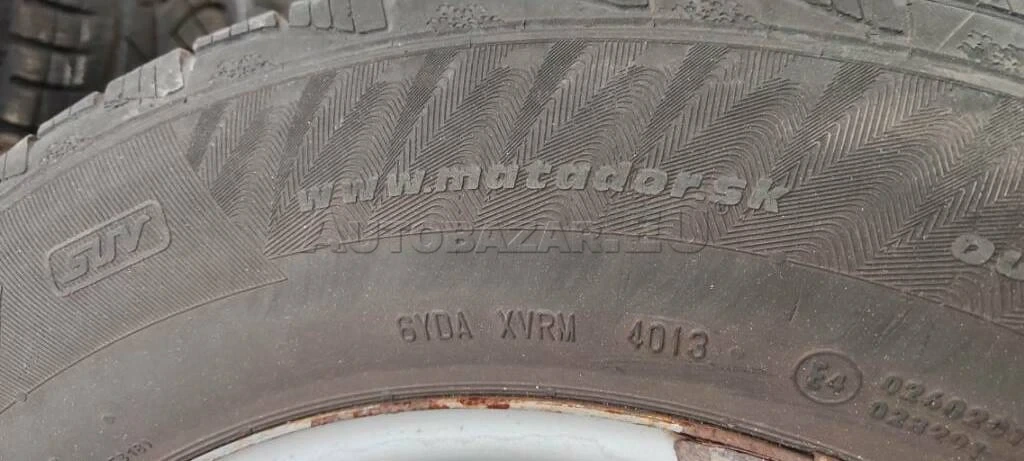 www.matador.sk
SUV
AUTOBAZAR.EU
6YDA XVRM 4013
E4